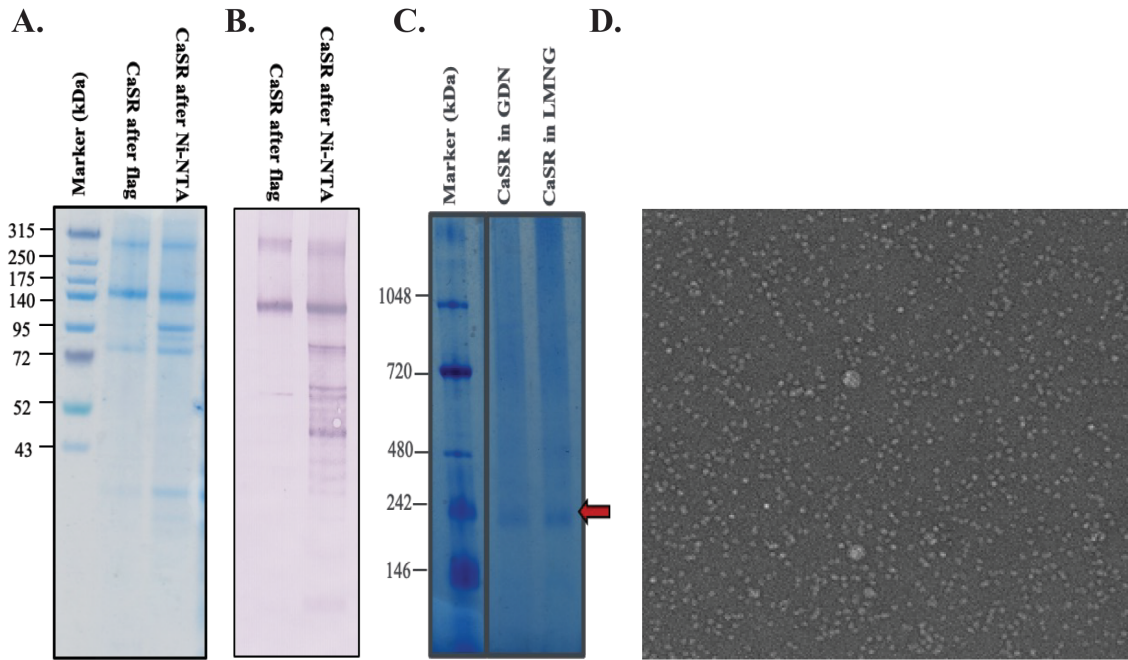 A.
B.
C.
D.
Marker (kDa)
CaSR after flag
CaSR after Ni-NTA
315
250
175
140
95
72
52
43
CaSR after flag
CaSR after Ni-NTA
Marker (kDa)
CaSR in GDN
CaSR in LMNG
1048
720
480
242
146